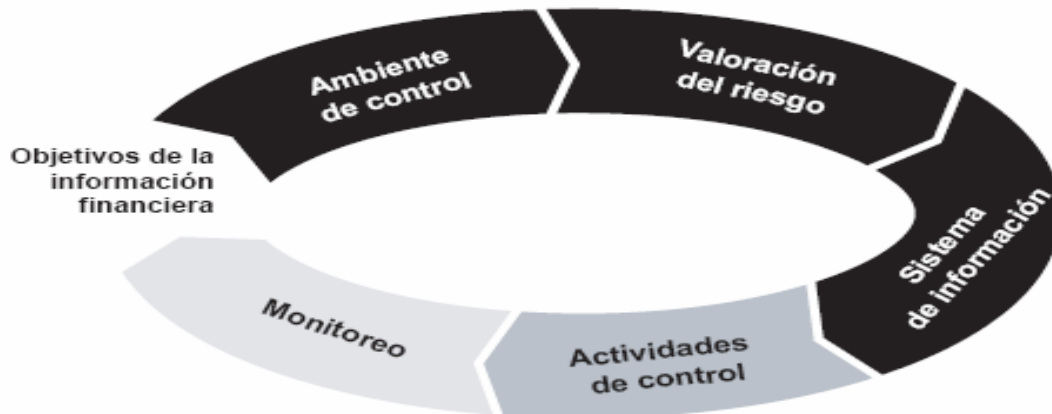 Ambiente
de control
Valoración
del riesgo
Objetivos de la
información
financiera
Sistema
de información
Monitoreo
Actividades
de control